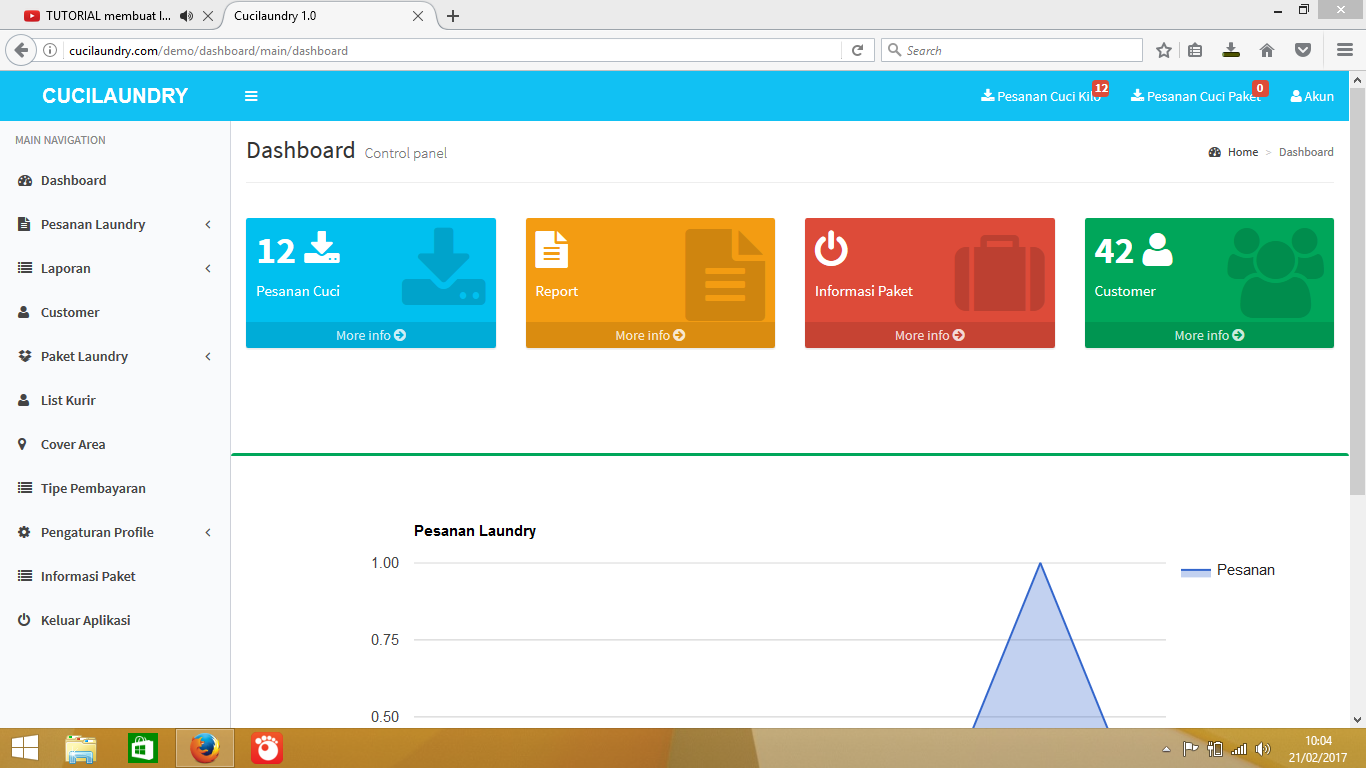 TUTORIAL membuat l...
Cucilaundry 1.0
cucilaundry.com/demo/dashboard/main/dashboard
Search
CUCILAUNDRY
Pesanan Cuci Kilo 12
Pesanan Cuci Paket 0
Akun
MAIN NAVIGATION
Dashboard
Pesanan Laundry
Laporan
Customer
Paket Laundry
List Kurir
Cover Area
Tipe Pembayaran
Pengaturan Profile
Informasi Paket
Keluar Aplikasi
Dashboard Control panel
Home > Dashboard
12
Pesanan Cuci
More info
Report
More info
Informasi Paket
More info
42
Customer
More info
Pesanan Laundry
1.00
0.75
0.50
Pesanan
10:04
21/02/2017